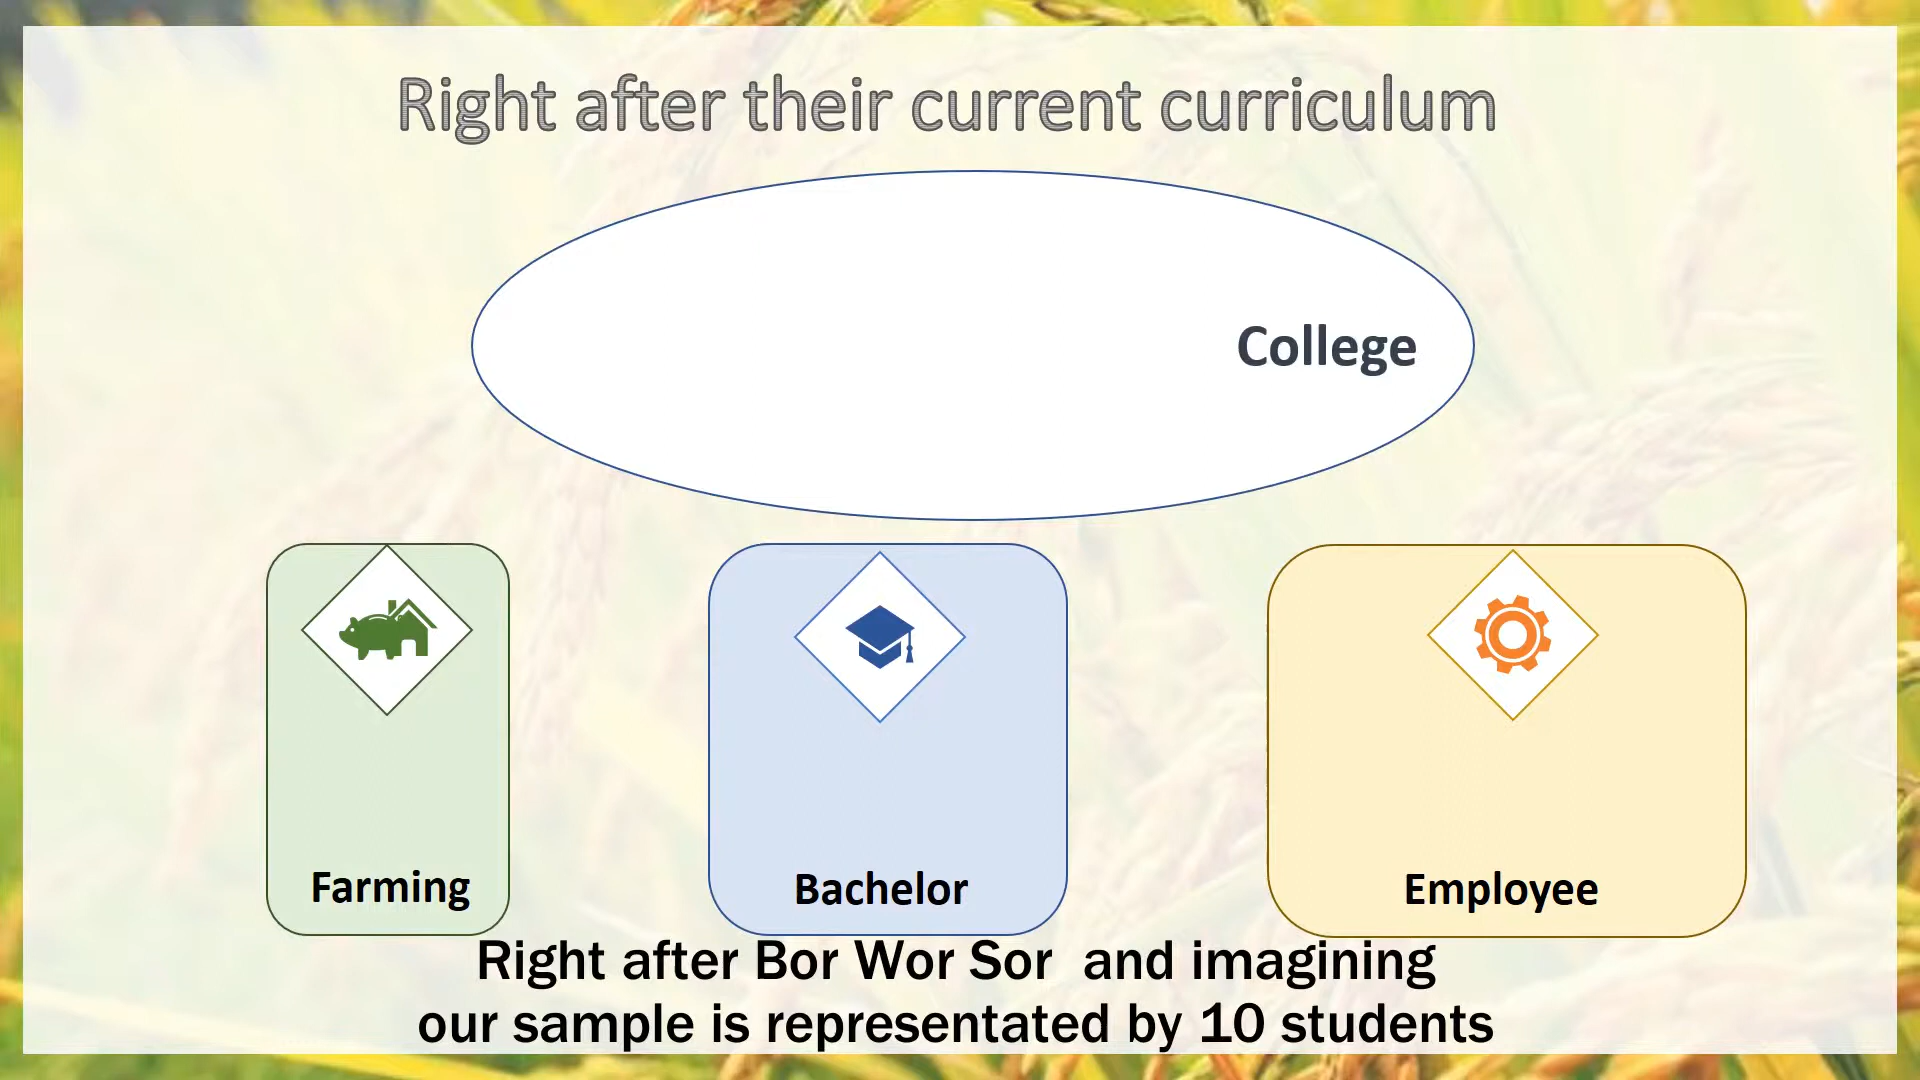 Right after their current curriculum
College
Farming
Bachelor
Employee
Right after Bor Wor Sor  and imagining
our sample is representated by 10 students